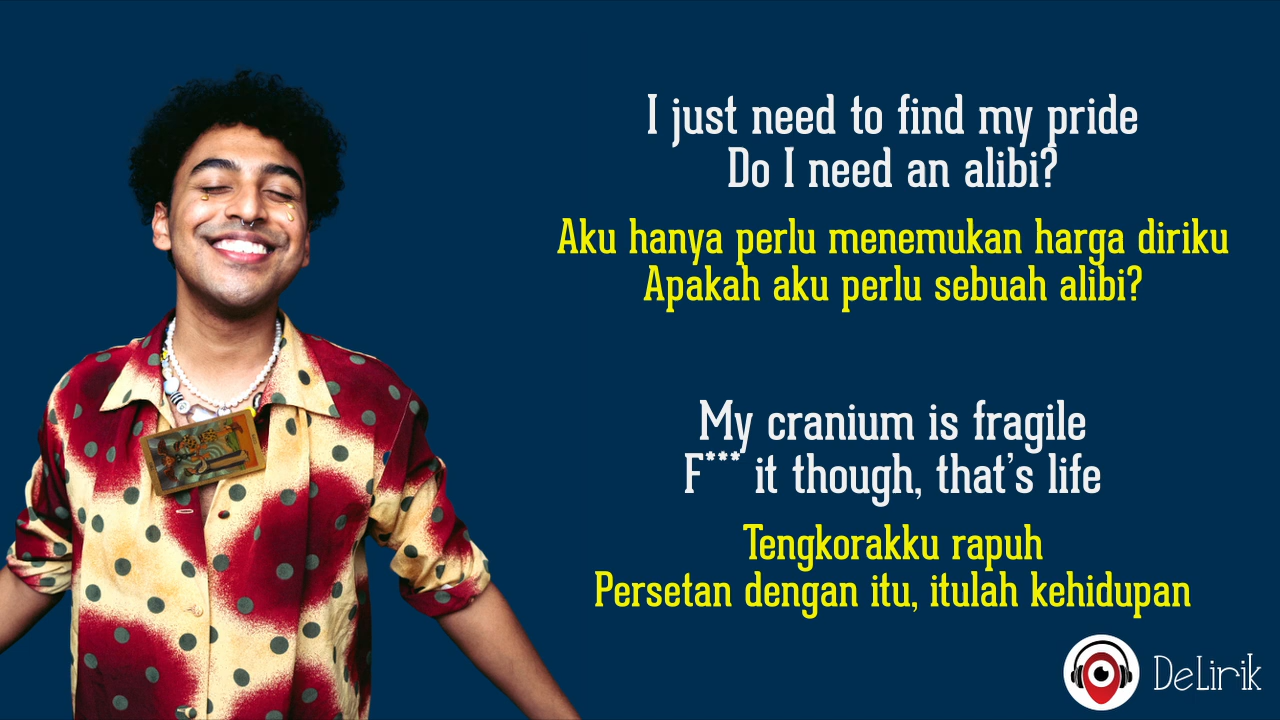 I just need to find my pride
Do I need an alibi?
Aku hanya perlu menemukan harga diriku
Apakah aku perlu sebuah alibi?
My cranium is fragile
F*** it though, that's life
Tengkorakku rapuh
Persetan dengan itu, itulah kehidupan
DeLirik